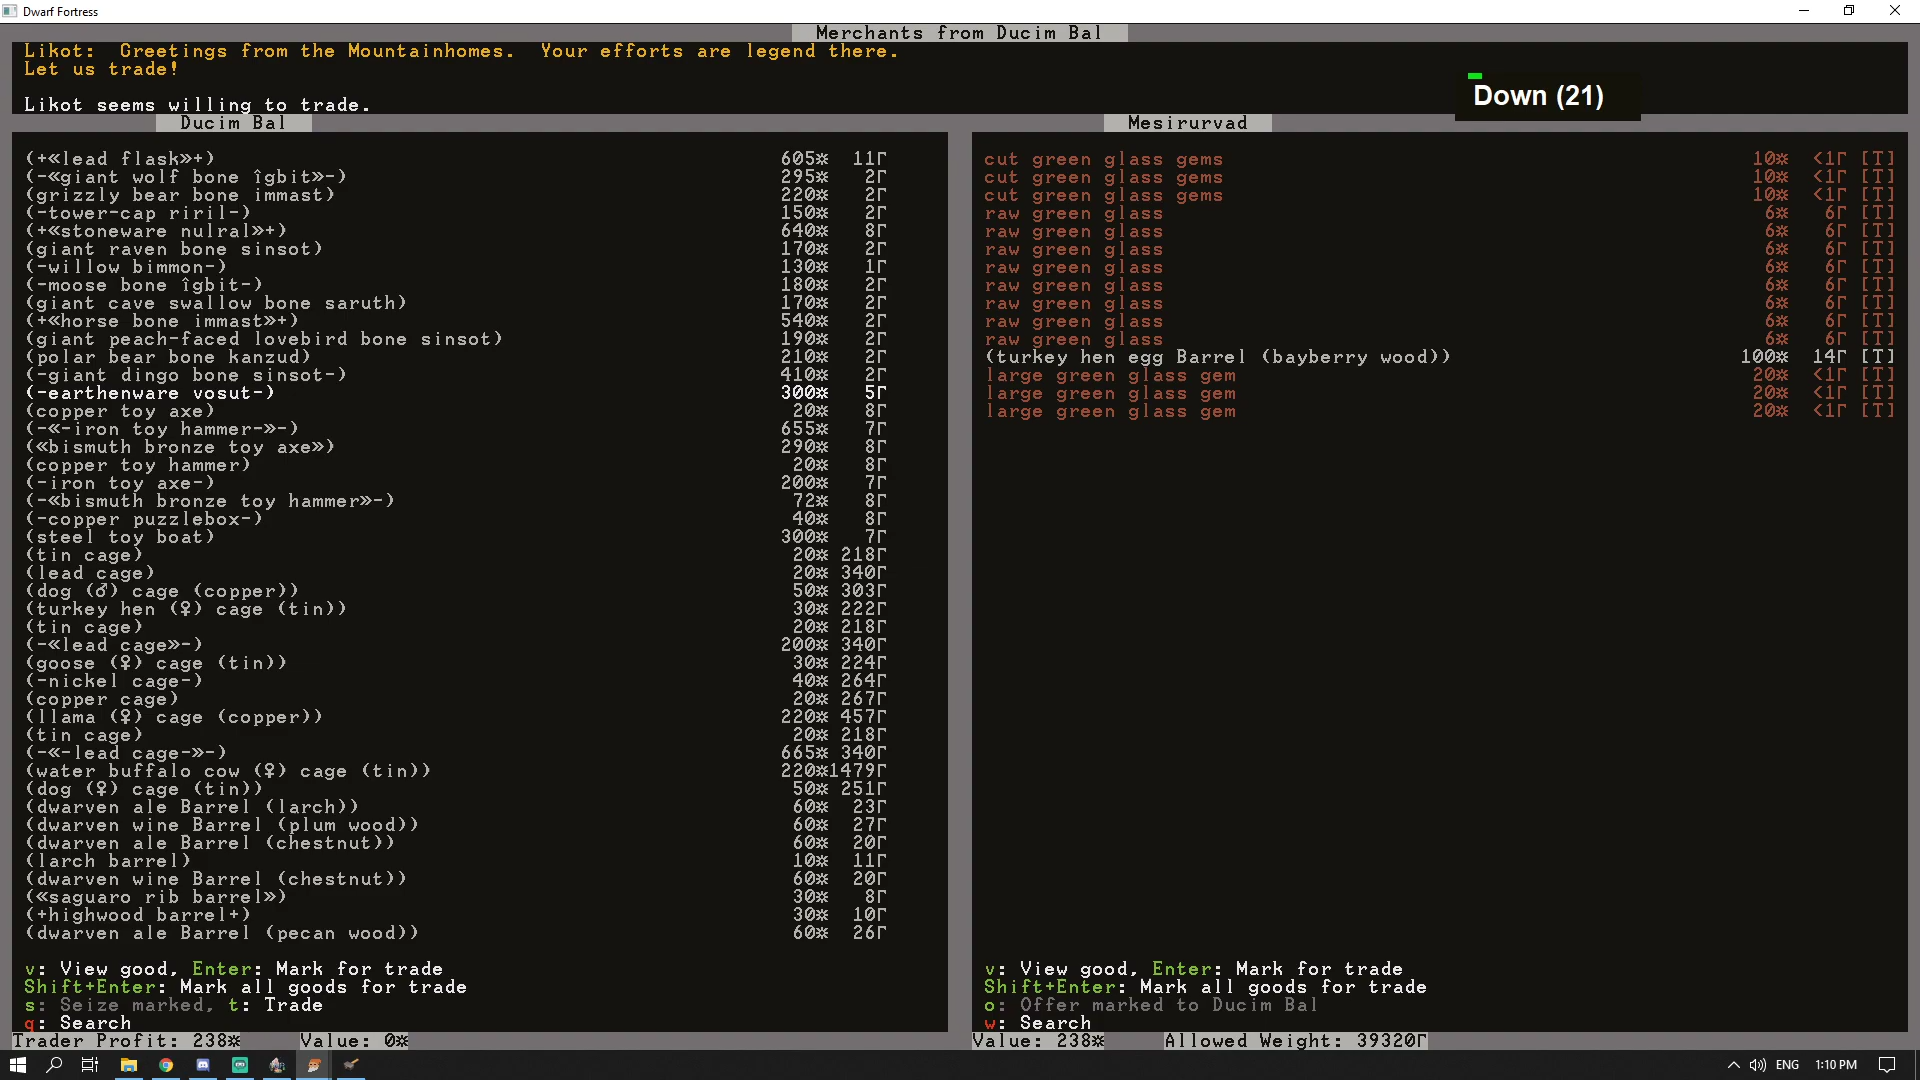 Dwarf Fortress
Merchants from Ducim Bal
Likot:  Greetings from the Mountainhomes.  Your efforts are legend there.
Let us trade!
Down (21)
Likot seems willing to trade.
Ducim Bal
(+«lead flask»+) 605☼ 11Γ
(-«giant wolf bone îgbit»-) 295☼ 2Γ
(grizzly bear bone immast) 220☼ 2Γ
(-tower-cap riril-) 150☼ 2Γ
(+«stoneware nulral»+) 640☼ 8Γ
(giant raven bone sinsot) 170☼ 2Γ
(-willow bimmon-) 130☼ 1Γ
(-moose bone îgbit-) 180☼ 2Γ
(giant cave swallow bone saruth) 170☼ 2Γ
(+«horse bone immast»+) 540☼ 2Γ
(giant peach-faced lovebird bone sinsot) 190☼ 2Γ
(polar bear bone kanzud) 210☼ 2Γ
(-giant dingo bone sinsot-) 410☼ 2Γ
(-earthenware vosut-) 300☼ 5Γ
(copper toy axe) 20☼ 8Γ
(-«-iron toy hammer-»-) 655☼ 7Γ
(«bismuth bronze toy axe») 290☼ 8Γ
(copper toy hammer) 20☼ 8Γ
(-iron toy axe-) 200☼ 7Γ
(-«bismuth bronze toy hammer»-) 72☼ 8Γ
(-copper puzzlebox-) 40☼ 8Γ
(steel toy boat) 300☼ 7Γ
(tin cage) 20☼ 218Γ
(lead cage) 20☼ 340Γ
(dog (♂) cage (copper)) 50☼ 303Γ
(turkey hen (♀) cage (tin)) 30☼ 222Γ
(tin cage) 20☼ 218Γ
(-«lead cage»-) 200☼ 340Γ
(goose (♀) cage (tin)) 30☼ 224Γ
(-nickel cage-) 40☼ 264Γ
(copper cage) 20☼ 267Γ
(llama (♀) cage (copper)) 220☼ 457Γ
(tin cage) 20☼ 218Γ
(-«-lead cage-»-) 665☼ 340Γ
(water buffalo cow (♀) cage (tin)) 220☼1479Γ
(dog (♀) cage (tin)) 50☼ 251Γ
(dwarven ale Barrel (larch)) 60☼ 23Γ
(dwarven wine Barrel (plum wood)) 60☼ 27Γ
(dwarven ale Barrel (chestnut)) 60☼ 20Γ
(larch barrel) 10☼ 11Γ
(dwarven wine Barrel (chestnut)) 60☼ 20Γ
(«saguaro rib barrel») 30☼ 8Γ
(+highwood barrel+) 30☼ 10Γ
(dwarven ale Barrel (pecan wood)) 60☼ 26Γ
v: View good, Enter: Mark for trade
Shift+Enter: Mark all goods for trade
s: Seize marked, t: Trade
q: Search
Trader Profit: 238☼ Value: 0☼
Mesirurvad
cut green glass gems 10☼ <1Γ [T]
cut green glass gems 10☼ <1Γ [T]
cut green glass gems 10☼ <1Γ [T]
raw green glass 6☼ 6Γ [T]
raw green glass 6☼ 6Γ [T]
raw green glass 6☼ 6Γ [T]
raw green glass 6☼ 6Γ [T]
raw green glass 6☼ 6Γ [T]
raw green glass 6☼ 6Γ [T]
raw green glass 6☼ 6Γ [T]
raw green glass 6☼ 6Γ [T]
(turkey hen egg Barrel (bayberry wood)) 100☼ 14Γ [T]
large green glass gem 20☼ <1Γ [T]
large green glass gem 20☼ <1Γ [T]
large green glass gem 20☼ <1Γ [T]
v: View good, Enter: Mark for trade
Shift+Enter: Mark all goods for trade
o: Offer marked to Ducim Bal
w: Search
Value: 238☼ Allowed Weight: 39320Γ
ENG 1:10 PM